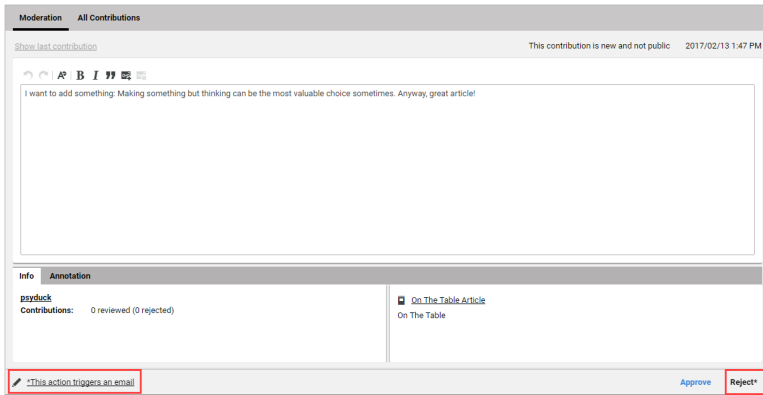 Moderation All Contributions
Show last contribution This contribution is new and not public 2017/02/13 1:47 PM
B I
I want to add something: Making something but thinking can be the most valuable choice sometimes. Anyway, great article!
Info Annotation
psyduck
Contributions: 0 reviewed (0 rejected)
On The Table Article
On The Table
*This action triggers an email Approve Reject*